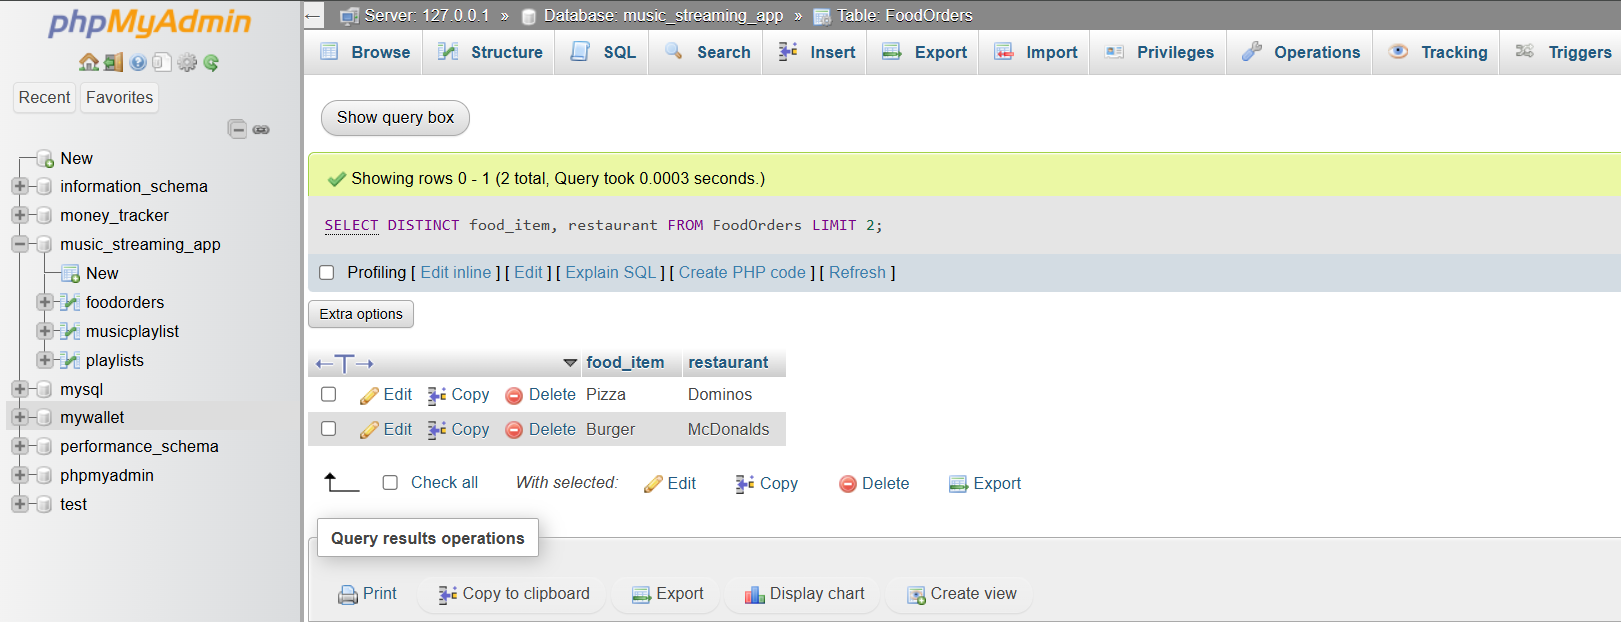 phpMyAdmin
Recent Favorites
New
information_schema
money_tracker
music_streaming_app
New
foodorders
musicplaylist
playlists
mysql
mywallet
performance_schema
phpmyadmin
test
← Server: 127.0.0.1 » Database: music_streaming_app » Table: FoodOrders
Browse Structure SQL Search Insert Export Import Privileges Operations Tracking Triggers
Show query box
Showing rows 0 - 1 (2 total, Query took 0.0003 seconds.)
SELECT DISTINCT food_item, restaurant FROM FoodOrders LIMIT 2;
Profiling [ Edit inline ] [ Edit ] [ Explain SQL ] [ Create PHP code ] [ Refresh ]
Extra options
←T→ food_item restaurant
Edit Copy Delete Pizza Dominos
Edit Copy Delete Burger McDonalds
Check all With selected: Edit Copy Delete Export
Query results operations
Print Copy to clipboard Export Display chart Create view